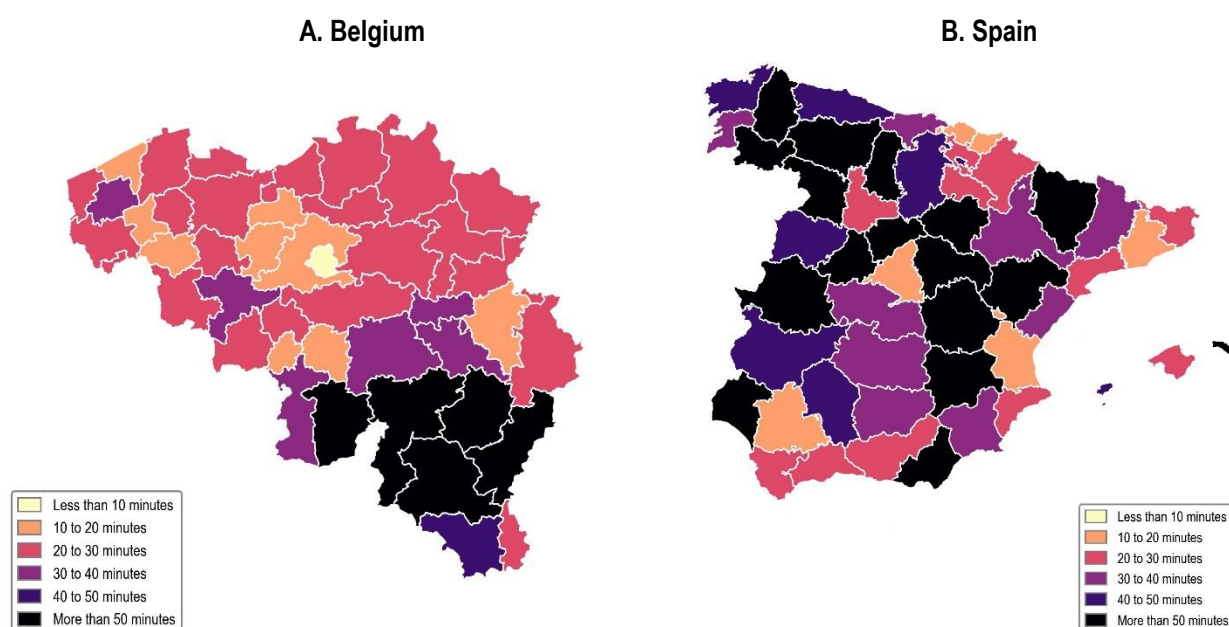 A. Belgium
B. Spain
Less than 10 minutes
10 to 20 minutes
20 to 30 minutes
30 to 40 minutes
40 to 50 minutes
More than 50 minutes
Less than 10 minutes
10 to 20 minutes
20 to 30 minutes
30 to 40 minutes
40 to 50 minutes
More than 50 minutes